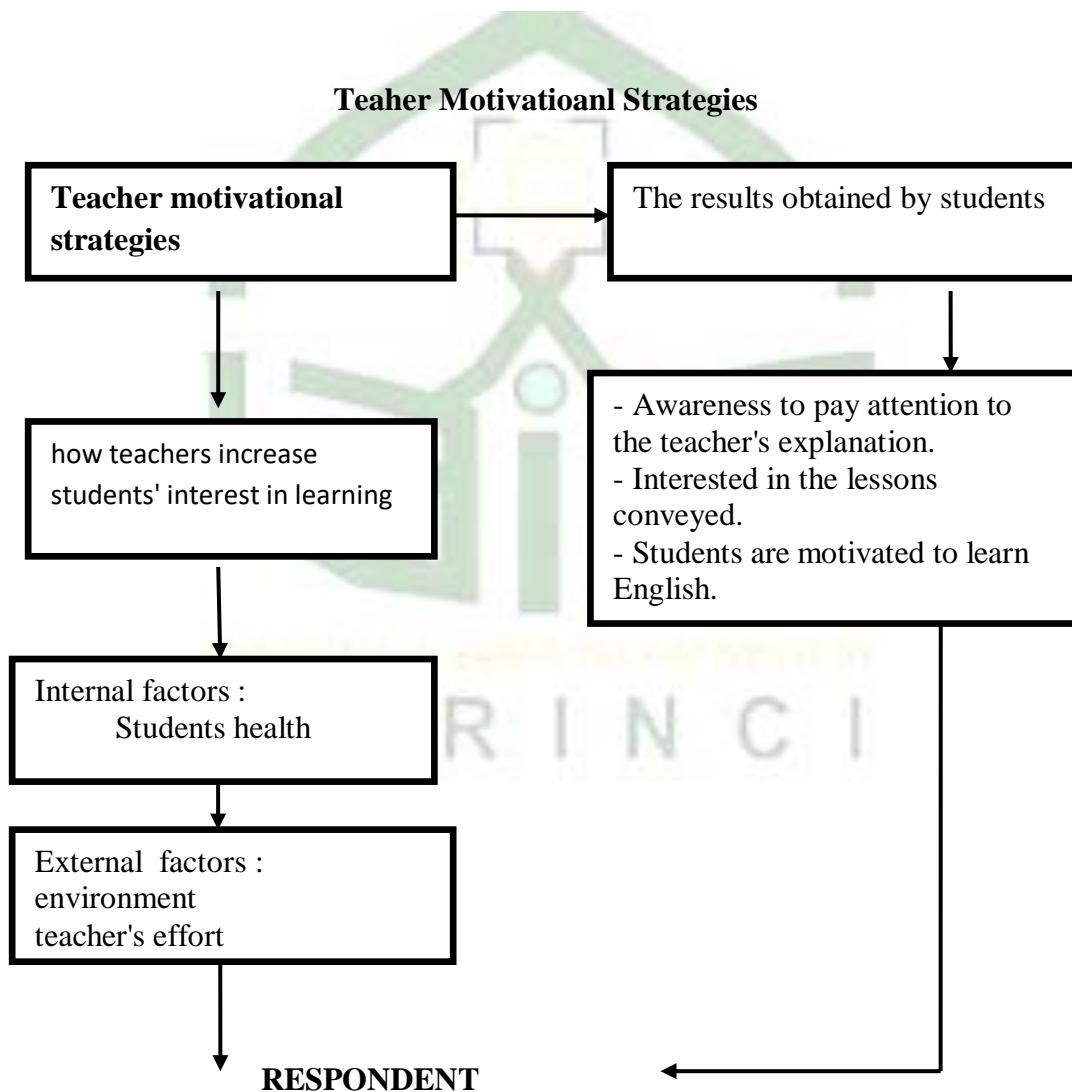 Teaher Motivatioanl Strategies
Teacher motivational
strategies
The results obtained by students
how teachers increase
students' interest in learning
- Awareness to pay attention to
the teacher's explanation.
- Interested in the lessons
conveyed.
- Students are motivated to learn
English.
Internal factors :
Students health
R I N C I
External  factors :
environment
teacher's effort
RESPONDENT